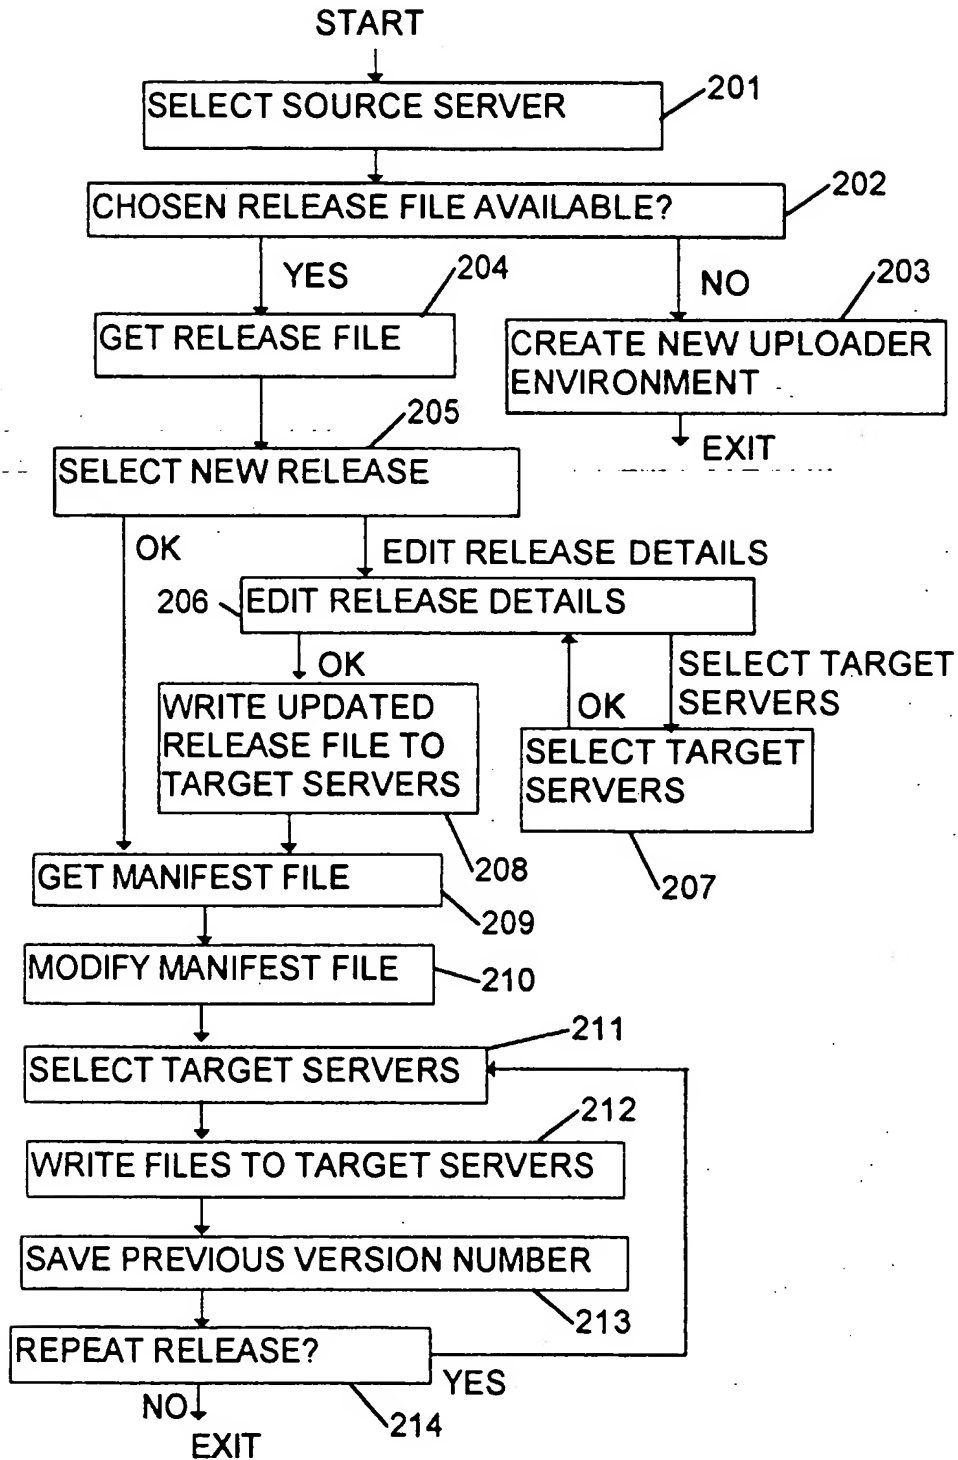 START
SELECT SOURCE SERVER
201
CHOSEN RELEASE FILE AVAILABLE?
202
YES
204
NO
203
GET RELEASE FILE
CREATE NEW UPLOADER
ENVIRONMENT
205
EXIT
SELECT NEW RELEASE
OK
EDIT RELEASE DETAILS
206
EDIT RELEASE DETAILS
OK
SELECT TARGET
SERVERS
OK
WRITE UPDATED
RELEASE FILE TO
TARGET SERVERS
SELECT TARGET
SERVERS
208
207
GET MANIFEST FILE
209
MODIFY MANIFEST FILE
210
211
SELECT TARGET SERVERS
212
WRITE FILES TO TARGET SERVERS
SAVE PREVIOUS VERSION NUMBER
213
REPEAT RELEASE?
YES
NO
214
EXIT